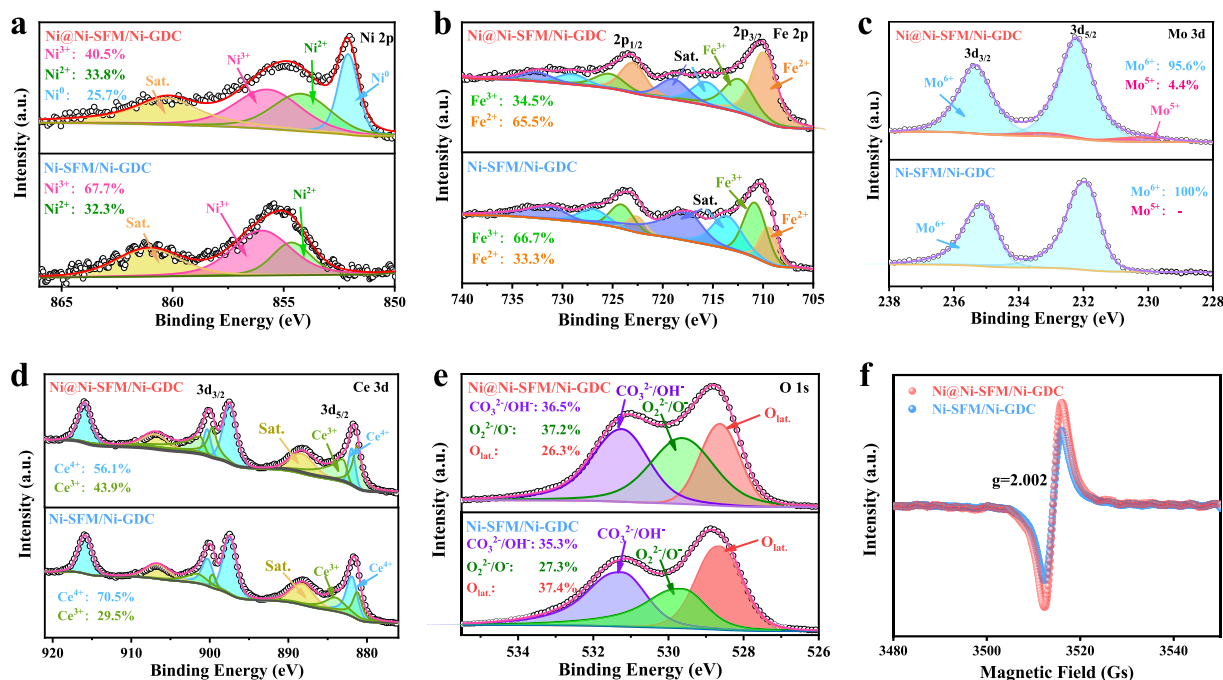 a
Ni@Ni-SFM/Ni-GDC
Ni 2p
Ni³⁺: 40.5%
Ni²⁺: 33.8%
Ni⁰: 25.7%
Sat.
Ni³⁺
Ni²⁺
Ni⁰
Ni-SFM/Ni-GDC
Ni³⁺: 67.7%
Ni²⁺: 32.3%
Sat.
Ni³⁺
Ni²⁺
Intensity (a.u.)
865 860 855 850
Binding Energy (eV)
b
Ni@Ni-SFM/Ni-GDC
2p₁/₂
2p₃/₂
Fe 2p
Sat.
Fe³⁺
Fe²⁺
Fe³⁺: 34.5%
Fe²⁺: 65.5%
Ni-SFM/Ni-GDC
Sat.
Fe³⁺
Fe²⁺
Fe³⁺: 66.7%
Fe²⁺: 33.3%
Intensity (a.u.)
740 735 730 725 720 715 710 705
Binding Energy (eV)
c
Ni@Ni-SFM/Ni-GDC
Mo 3d
3d₃/₂
3d₅/₂
Mo⁶⁺
Mo⁶⁺: 95.6%
Mo⁵⁺: 4.4%
Mo⁵⁺
Ni-SFM/Ni-GDC
Mo⁶⁺
Mo⁶⁺: 100%
Mo⁵⁺: -
Intensity (a.u.)
238 236 234 232 230 228
Binding Energy (eV)
d
Ni@Ni-SFM/Ni-GDC
Ce 3d
3d₃/₂
3d₅/₂
Sat.
Ce³⁺
Ce⁴⁺
Ce⁴⁺: 56.1%
Ce³⁺: 43.9%
Ni-SFM/Ni-GDC
Sat.
Ce³⁺
Ce⁴⁺
Ce⁴⁺: 70.5%
Ce³⁺: 29.5%
Intensity (a.u.)
920 910 900 890 880
Binding Energy (eV)
e
Ni@Ni-SFM/Ni-GDC
O 1s
CO₃²⁻/OH⁻: 36.5%
O₂²⁻/O⁻: 37.2%
Oₗₐₜ.: 26.3%
CO₃²⁻/OH⁻
O₂²⁻/O⁻
Oₗₐₜ.
Ni-SFM/Ni-GDC
CO₃²⁻/OH⁻: 35.3%
O₂²⁻/O⁻: 27.3%
Oₗₐₜ.: 37.4%
CO₃²⁻/OH⁻
O₂²⁻/O⁻
Oₗₐₜ.
Intensity (a.u.)
534 532 530 528 526
Binding Energy (eV)
f
Ni@Ni-SFM/Ni-GDC
Ni-SFM/Ni-GDC
g=2.002
Intensity (a.u.)
3480 3500 3520 3540
Magnetic Field (Gs)